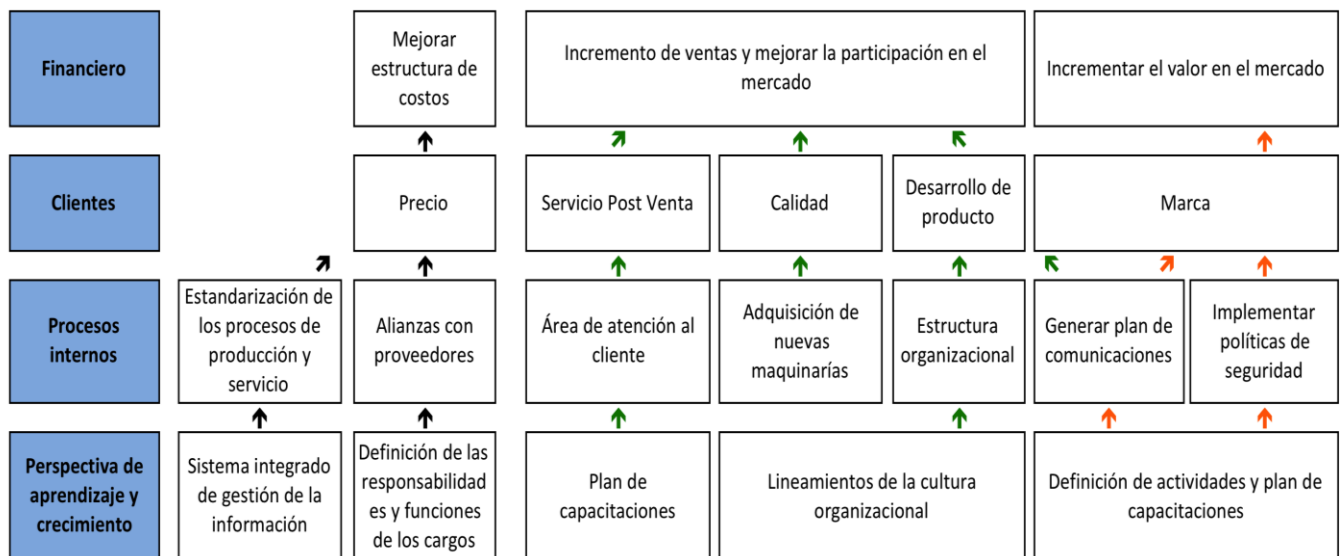 Financiero
Mejorar
estructura de
costos
Incremento de ventas y mejorar la participación en el
mercado
Incrementar el valor en el mercado
Clientes
Precio
Servicio Post Venta
Calidad
Desarrollo de
producto
Marca
Procesos
internos
Estandarización de
los procesos de
producción y
servicio
Alianzas con
proveedores
Área de atención al
cliente
Adquisición de
nuevas
maquinarías
Estructura
organizacional
Generar plan de
comunicaciones
Implementar
políticas de
seguridad
Perspectiva de
aprendizaje y
crecimiento
Sistema integrado
de gestión de la
información
Definición de las
responsabilidad
es y funciones
de los cargos
Plan de
capacitaciones
Lineamientos de la cultura
organizacional
Definición de actividades y plan de
capacitaciones